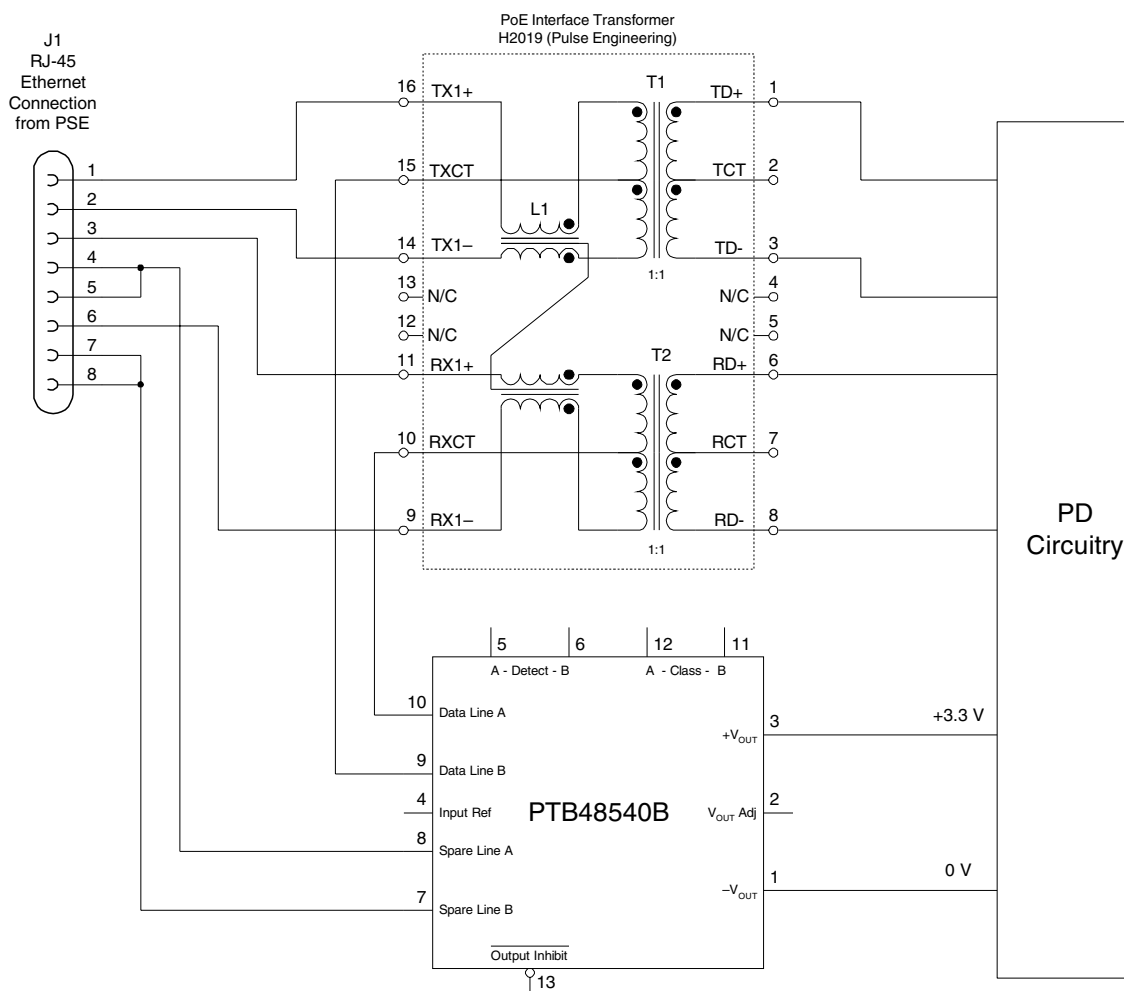 PoE Interface Transformer
H2019 (Pulse Engineering)
J1
RJ-45
Ethernet
Connection
from PSE
1
2
3
4
5
6
7
8
16
TX1+
15
TXCT
14
TX1–
13
N/C
12
N/C
11
RX1+
10
RXCT
9
RX1–
L1
T1
1:1
T2
1:1
TD+
1
TCT
2
TD-
3
N/C
4
N/C
5
RD+
6
RCT
7
RD-
8
PD
Circuitry
5
6
12
11
A - Detect - B
A - Class - B
10
Data Line A
9
Data Line B
4
Input Ref
8
Spare Line A
7
Spare Line B
PTB48540B
3
+VOUT
+3.3 V
2
VOUT Adj
1
–VOUT
0 V
Output Inhibit
13